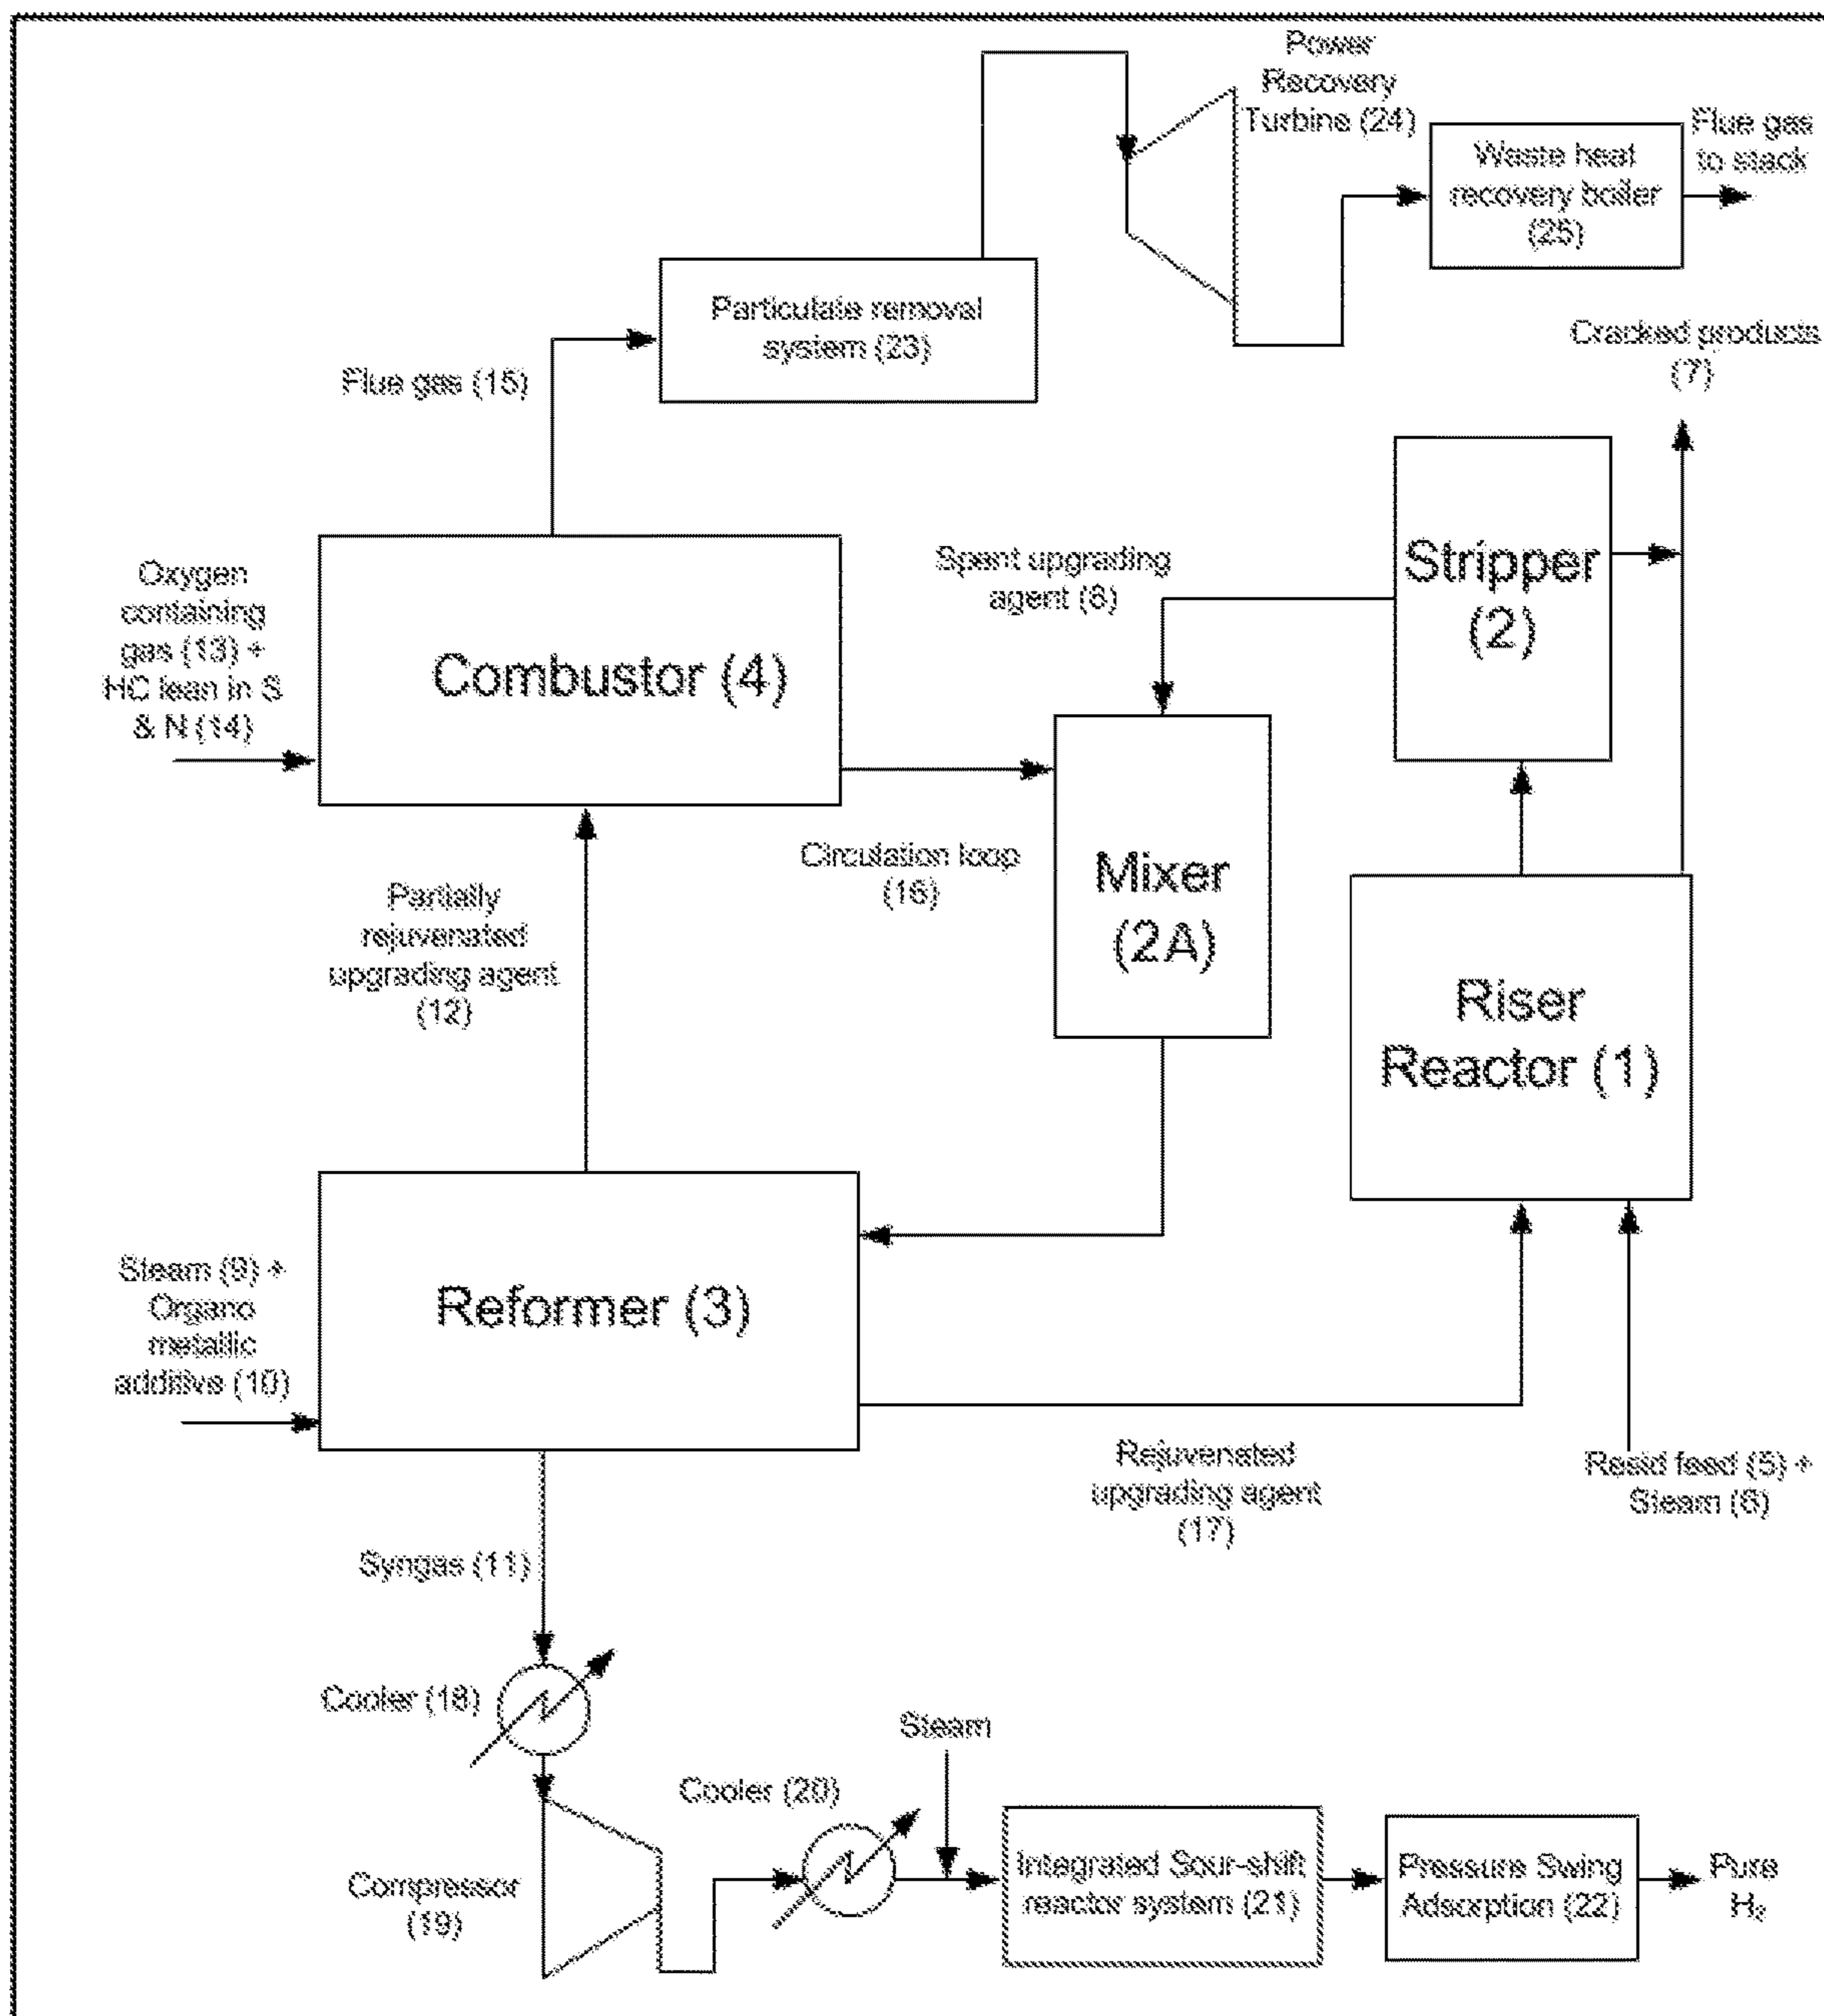 Power
Recovery
Turbine (24)
Waste heat
recovery boiler
(25)
Flue gas
to stack
Particulate removal
system (23)
Flue gas (15)
Cracked products
(7)
Oxygen
containing
gas (13) +
HC lean in S
& N (14)
Combustor (4)
Spent upgrading
agent (8)
Stripper
(2)
Circulation loop
(16)
Mixer
(2A)
Partially
rejuvenated
upgrading agent
(12)
Riser
Reactor (1)
Steam (9) +
Organo
metallic
additive (10)
Reformer (3)
Rejuvenated
upgrading agent
(17)
Resid feed (5) +
Steam (6)
Syngas (11)
Cooler (18)
Steam
Cooler (20)
Compressor
(19)
Integrated Sour-shift
reactor system (21)
Pressure Swing
Adsorption (22)
Pure
H₂